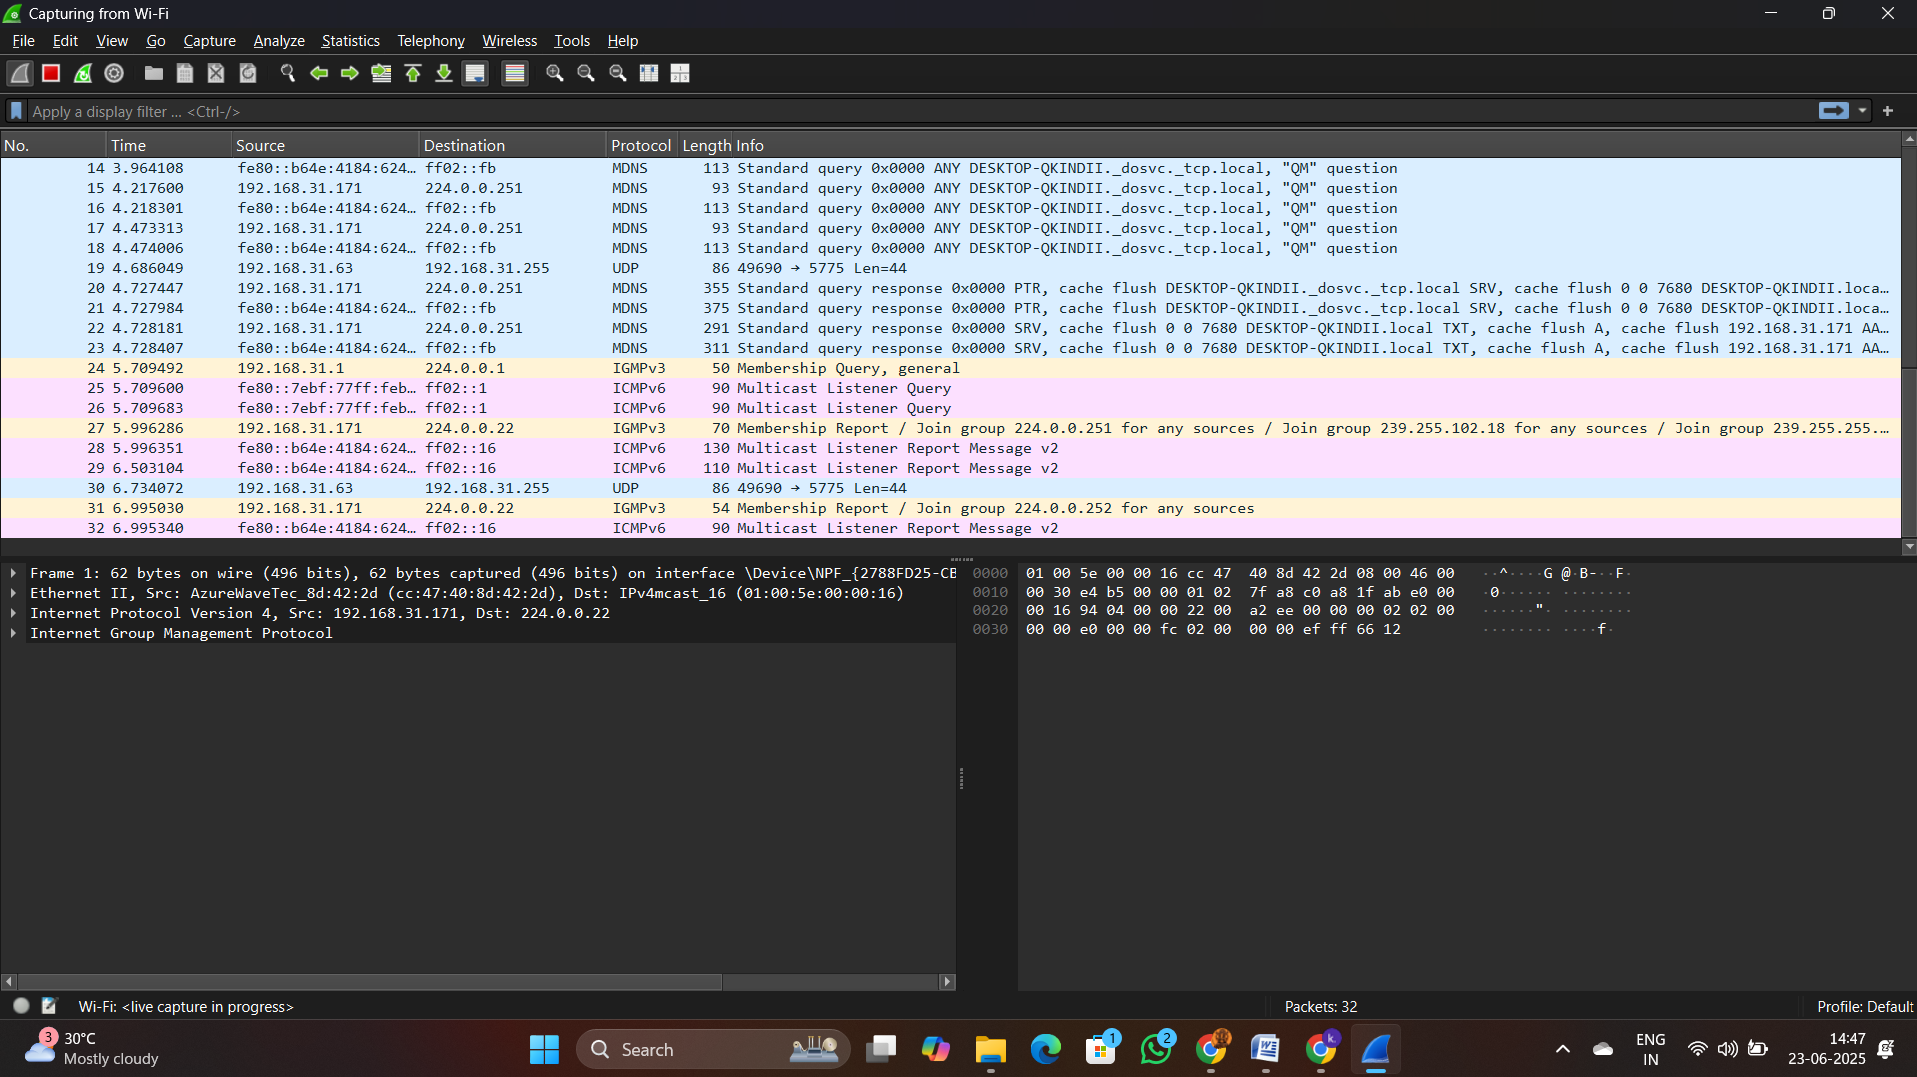 Capturing from Wi-Fi
File Edit View Go Capture Analyze Statistics Telephony Wireless Tools Help
Apply a display filter ... <Ctrl-/>
No. Time Source Destination Protocol Length Info
14 3.964108 fe80::b64e:4184:624… ff02::fb MDNS 113 Standard query 0x0000 ANY DESKTOP-QKINDII._dosvc._tcp.local, "QM" question
15 4.217600 192.168.31.171 224.0.0.251 MDNS 93 Standard query 0x0000 ANY DESKTOP-QKINDII._dosvc._tcp.local, "QM" question
16 4.218301 fe80::b64e:4184:624… ff02::fb MDNS 113 Standard query 0x0000 ANY DESKTOP-QKINDII._dosvc._tcp.local, "QM" question
17 4.473313 192.168.31.171 224.0.0.251 MDNS 93 Standard query 0x0000 ANY DESKTOP-QKINDII._dosvc._tcp.local, "QM" question
18 4.474006 fe80::b64e:4184:624… ff02::fb MDNS 113 Standard query 0x0000 ANY DESKTOP-QKINDII._dosvc._tcp.local, "QM" question
19 4.686049 192.168.31.63 192.168.31.255 UDP 86 49690 → 5775 Len=44
20 4.727447 192.168.31.171 224.0.0.251 MDNS 355 Standard query response 0x0000 PTR, cache flush DESKTOP-QKINDII._dosvc._tcp.local SRV, cache flush 0 0 7680 DESKTOP-QKINDII.loca…
21 4.727984 fe80::b64e:4184:624… ff02::fb MDNS 375 Standard query response 0x0000 PTR, cache flush DESKTOP-QKINDII._dosvc._tcp.local SRV, cache flush 0 0 7680 DESKTOP-QKINDII.loca…
22 4.728181 192.168.31.171 224.0.0.251 MDNS 291 Standard query response 0x0000 SRV, cache flush 0 0 7680 DESKTOP-QKINDII.local TXT, cache flush A, cache flush 192.168.31.171 AA…
23 4.728407 fe80::b64e:4184:624… ff02::fb MDNS 311 Standard query response 0x0000 SRV, cache flush 0 0 7680 DESKTOP-QKINDII.local TXT, cache flush A, cache flush 192.168.31.171 AA…
24 5.709492 192.168.31.1 224.0.0.1 IGMPv3 50 Membership Query, general
25 5.709600 fe80::7ebf:77ff:feb… ff02::1 ICMPv6 90 Multicast Listener Query
26 5.709683 fe80::7ebf:77ff:feb… ff02::1 ICMPv6 90 Multicast Listener Query
27 5.996286 192.168.31.171 224.0.0.22 IGMPv3 70 Membership Report / Join group 224.0.0.251 for any sources / Join group 239.255.102.18 for any sources / Join group 239.255.255.…
28 5.996351 fe80::b64e:4184:624… ff02::16 ICMPv6 130 Multicast Listener Report Message v2
29 6.503104 fe80::b64e:4184:624… ff02::16 ICMPv6 110 Multicast Listener Report Message v2
30 6.734072 192.168.31.63 192.168.31.255 UDP 86 49690 → 5775 Len=44
31 6.995030 192.168.31.171 224.0.0.22 IGMPv3 54 Membership Report / Join group 224.0.0.252 for any sources
32 6.995340 fe80::b64e:4184:624… ff02::16 ICMPv6 90 Multicast Listener Report Message v2
Frame 1: 62 bytes on wire (496 bits), 62 bytes captured (496 bits) on interface \Device\NPF_{2788FD25-CB
Ethernet II, Src: AzureWaveTec_8d:42:2d (cc:47:40:8d:42:2d), Dst: IPv4mcast_16 (01:00:5e:00:00:16)
Internet Protocol Version 4, Src: 192.168.31.171, Dst: 224.0.0.22
Internet Group Management Protocol
0000 01 00 5e 00 00 16 cc 47 40 8d 42 2d 08 00 46 00 ··^····G @·B-··F·
0010 00 30 e4 b5 00 00 01 02 7f a8 c0 a8 1f ab e0 00 ·0······ ········
0020 00 16 94 04 00 00 22 00 a2 ee 00 00 00 02 02 00 ······"· ········
0030 00 00 e0 00 00 fc 02 00 00 00 ef ff 66 12 ········ ····f·
Wi-Fi: <live capture in progress> Packets: 32 Profile: Default
3 30°C
Mostly cloudy
Search
1
2
k.
ENG
IN
14:47
23-06-2025